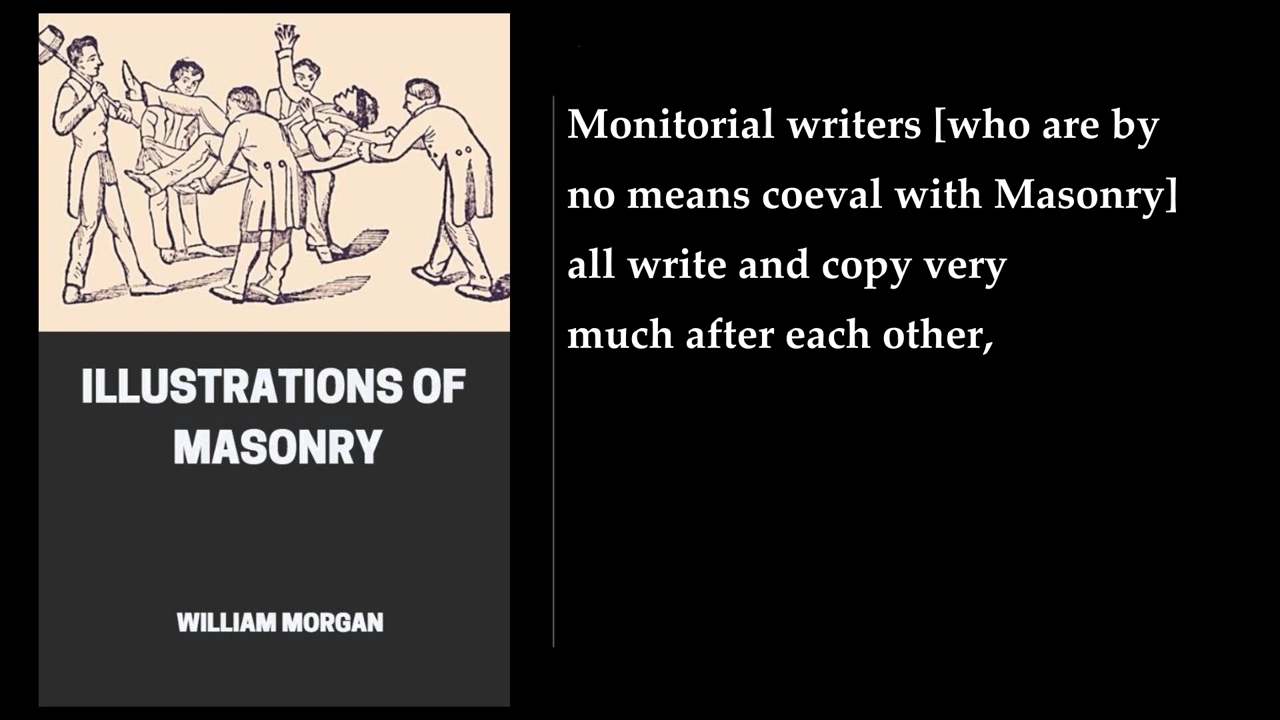 ILLUSTRATIONS OF
MASONRY
WILLIAM MORGAN
Monitorial writers [who are by
no means coeval with Masonry]
all write and copy very
much after each other,